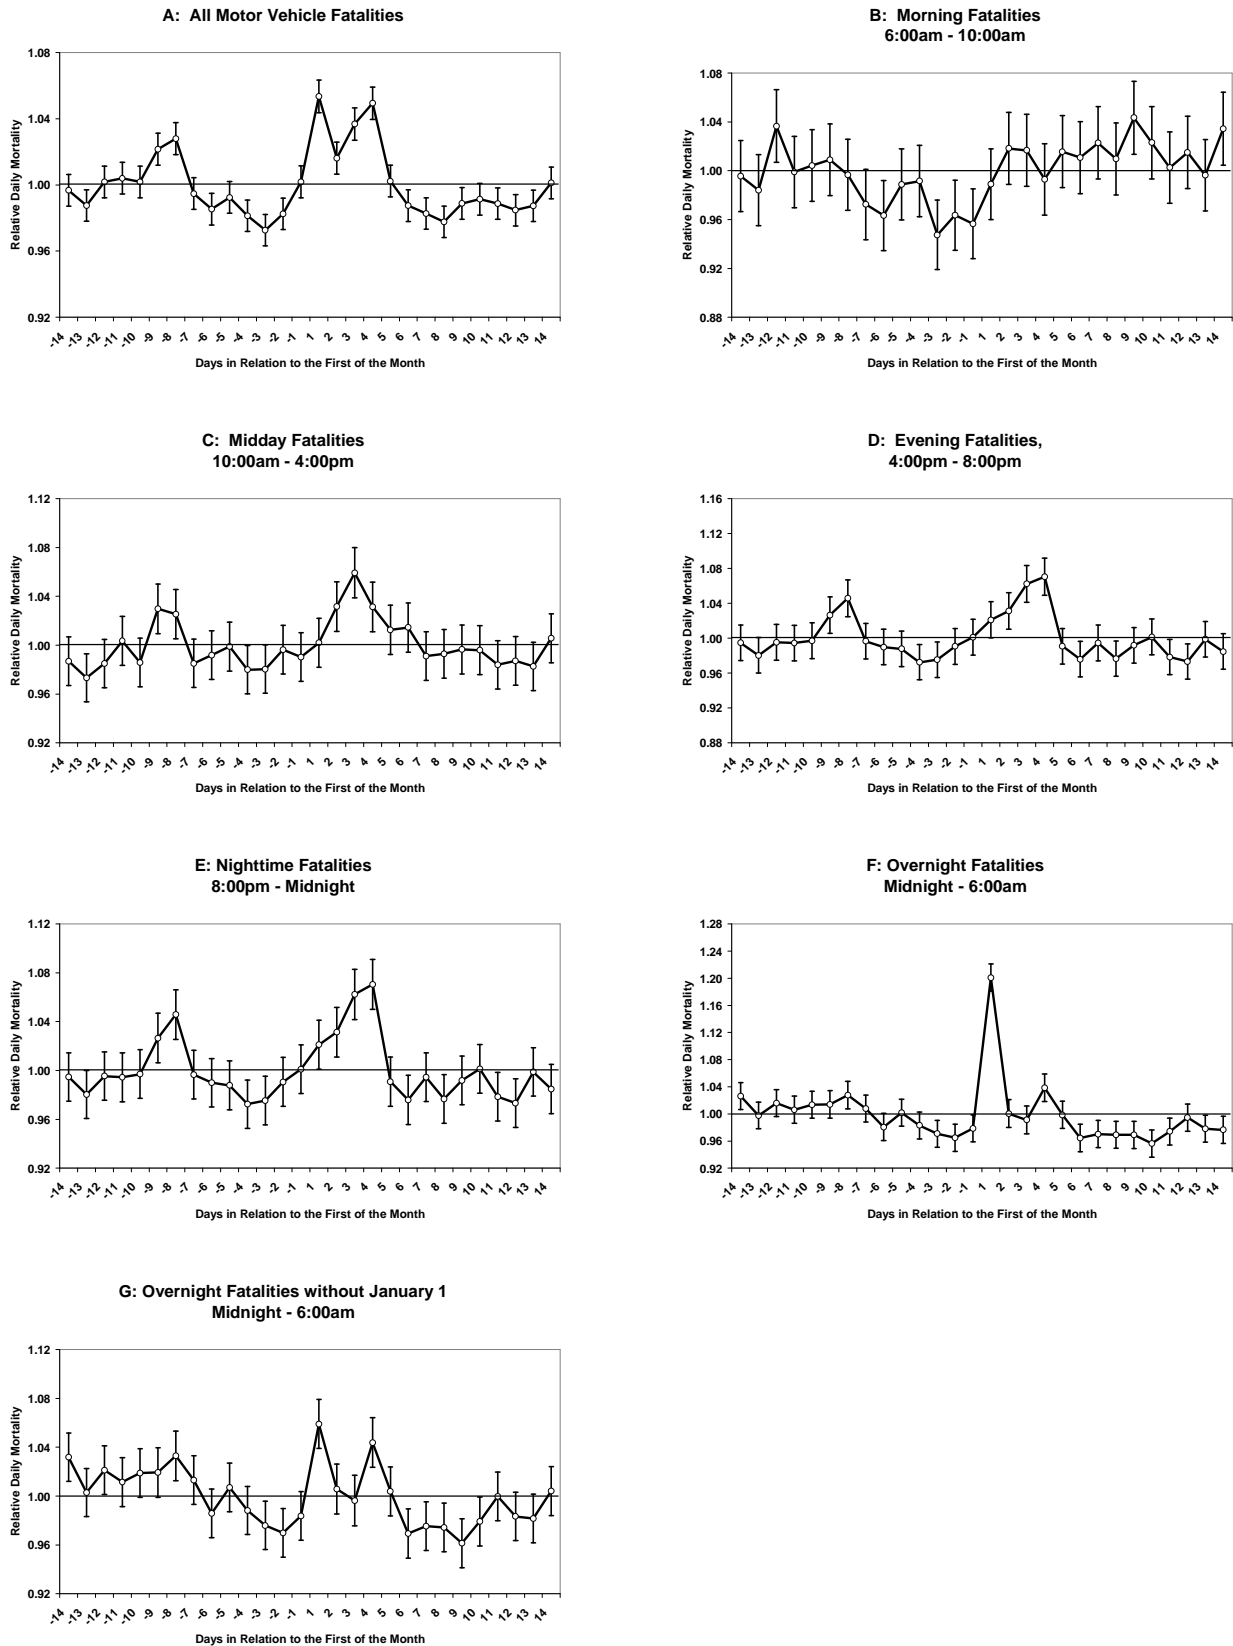 A: All Motor Vehicle Fatalities
1.08
1.04
1.00
0.96
0.92
Relative Daily Mortality
-14 -13 -12 -11 -10 -9 -8 -7 -6 -5 -4 -3 -2 -1 1 2 3 4 5 6 7 8 9 10 11 12 13 14
Days in Relation to the First of the Month
B: Morning Fatalities
6:00am - 10:00am
1.08
1.04
1.00
0.96
0.92
0.88
Relative Daily Mortality
-14 -13 -12 -11 -10 -9 -8 -7 -6 -5 -4 -3 -2 -1 1 2 3 4 5 6 7 8 9 10 11 12 13 14
Days in Relation to the First of the Month
C: Midday Fatalities
10:00am - 4:00pm
1.12
1.08
1.04
1.00
0.96
0.92
Relative Daily Mortality
-14 -13 -12 -11 -10 -9 -8 -7 -6 -5 -4 -3 -2 -1 1 2 3 4 5 6 7 8 9 10 11 12 13 14
Days in Relation to the First of the Month
D: Evening Fatalities,
4:00pm - 8:00pm
1.16
1.12
1.08
1.04
1.00
0.96
0.92
0.88
Relative Daily Mortality
-14 -13 -12 -11 -10 -9 -8 -7 -6 -5 -4 -3 -2 -1 1 2 3 4 5 6 7 8 9 10 11 12 13 14
Days in Relation to the First of the Month
E: Nighttime Fatalities
8:00pm - Midnight
1.12
1.08
1.04
1.00
0.96
0.92
Relative Daily Mortality
-14 -13 -12 -11 -10 -9 -8 -7 -6 -5 -4 -3 -2 -1 1 2 3 4 5 6 7 8 9 10 11 12 13 14
Days in Relation to the First of the Month
F: Overnight Fatalities
Midnight - 6:00am
1.28
1.24
1.20
1.16
1.12
1.08
1.04
1.00
0.96
0.92
Relative Daily Mortality
-14 -13 -12 -11 -10 -9 -8 -7 -6 -5 -4 -3 -2 -1 1 2 3 4 5 6 7 8 9 10 11 12 13 14
Days in Relation to the First of the Month
G: Overnight Fatalities without January 1
Midnight - 6:00am
1.12
1.08
1.04
1.00
0.96
0.92
Relative Daily Mortality
-14 -13 -12 -11 -10 -9 -8 -7 -6 -5 -4 -3 -2 -1 1 2 3 4 5 6 7 8 9 10 11 12 13 14
Days in Relation to the First of the Month